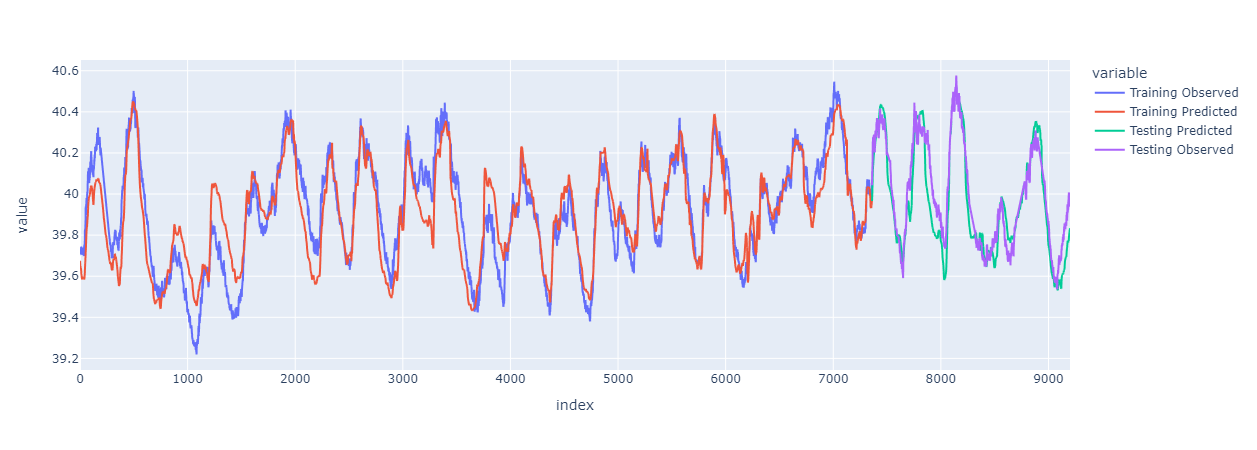 variable
Training Observed
Training Predicted
Testing Predicted
Testing Observed
value
40.6
40.4
40.2
40
39.8
39.6
39.4
39.2
0 1000 2000 3000 4000 5000 6000 7000 8000 9000
index